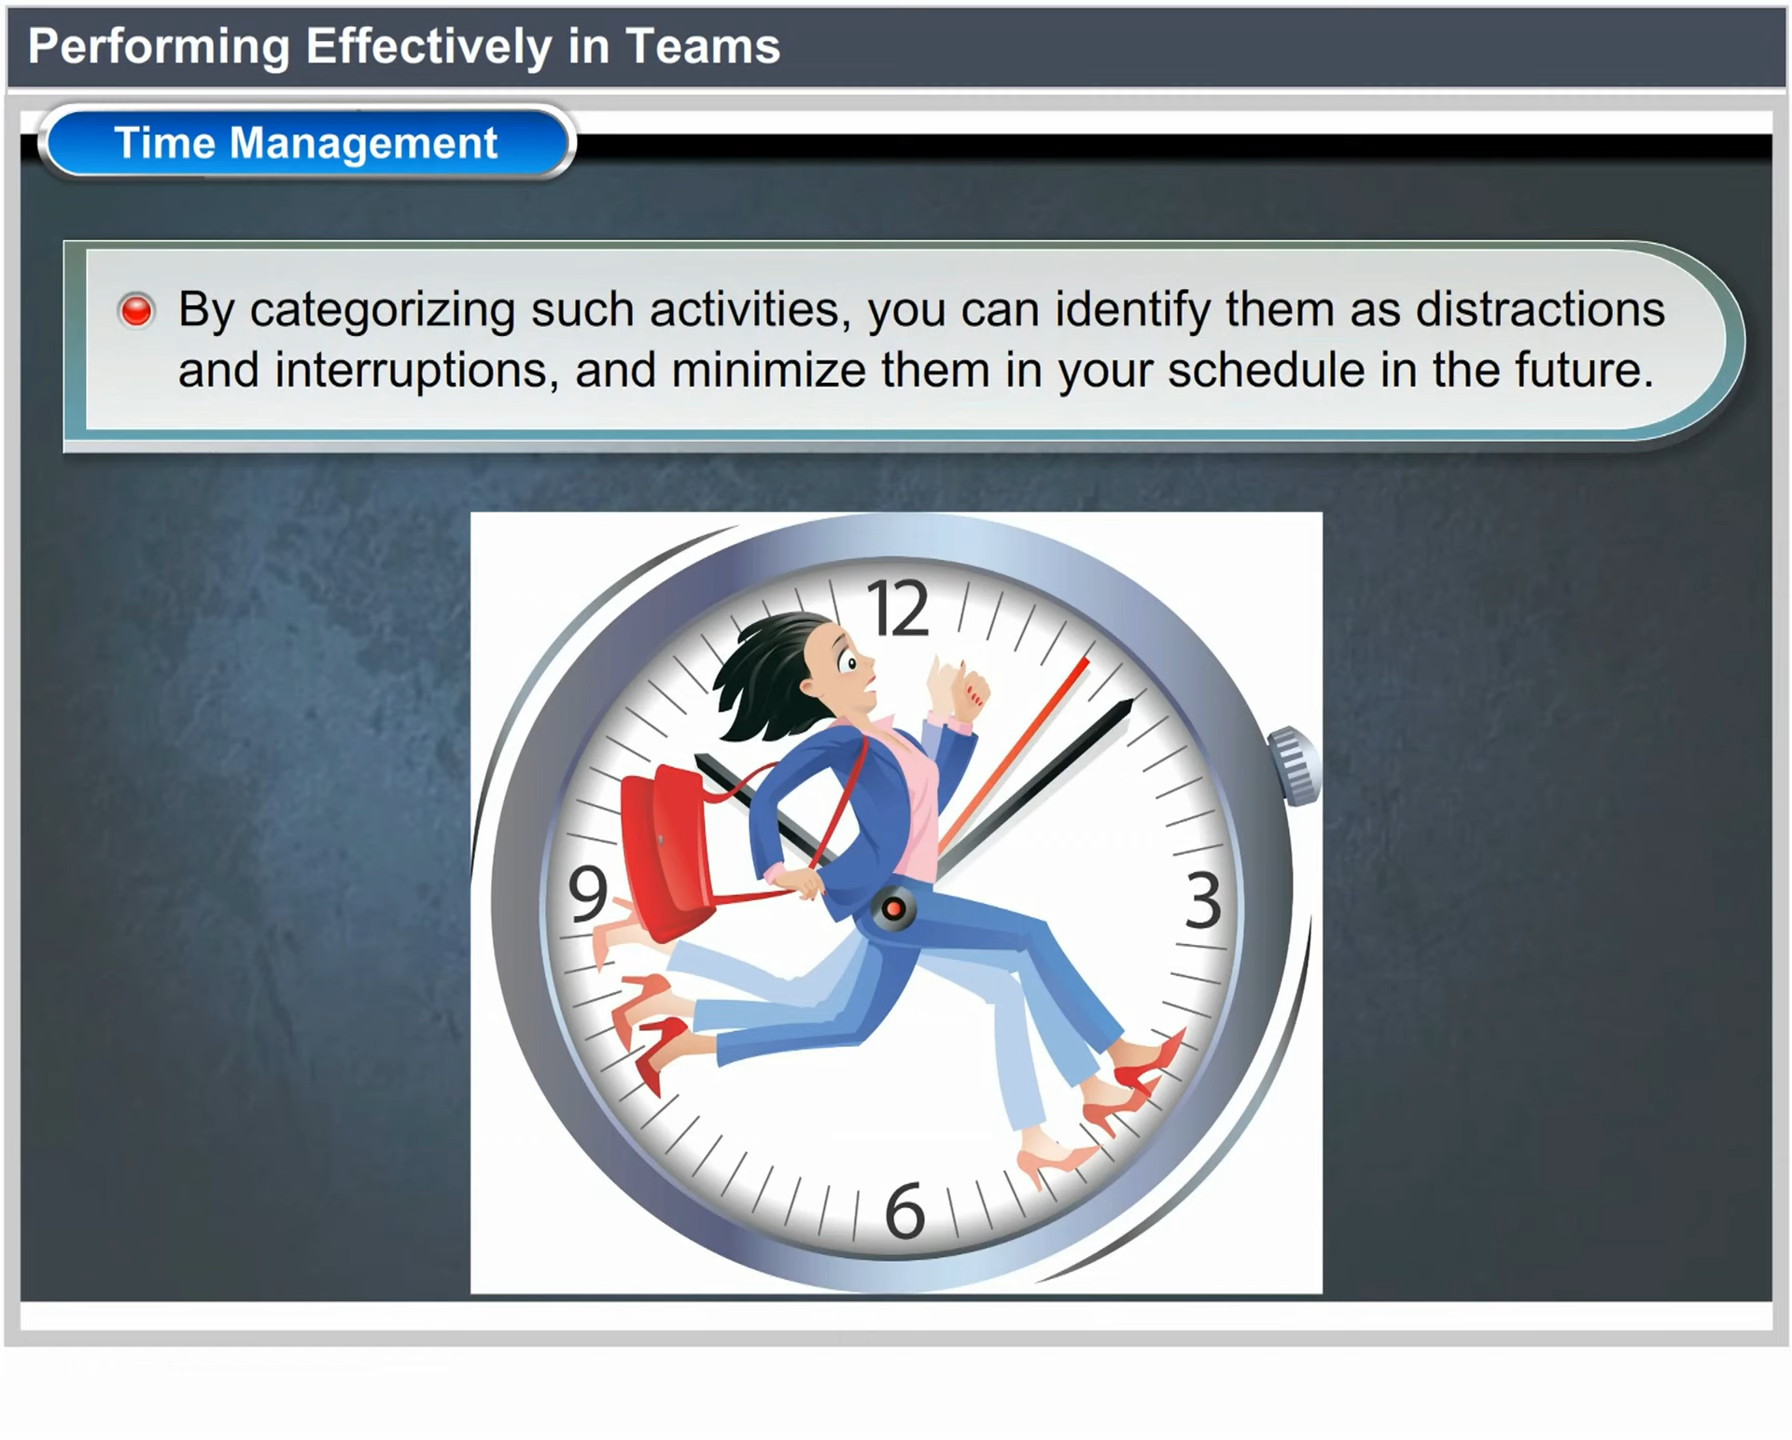 Performing Effectively in Teams
Time Management
By categorizing such activities, you can identify them as distractions
and interruptions, and minimize them in your schedule in the future.
12
9
3
6